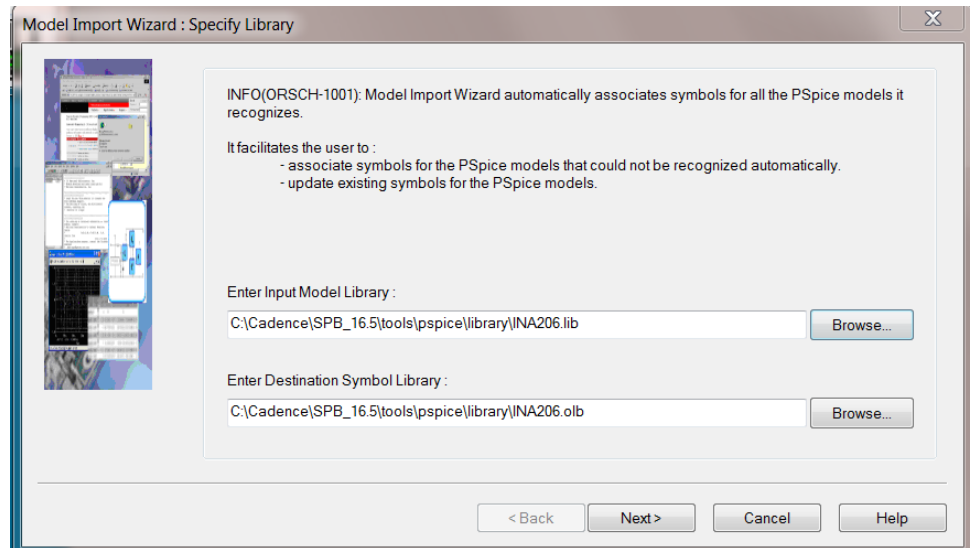 Model Import Wizard : Specify Library
INFO(ORSCH-1001): Model Import Wizard automatically associates symbols for all the PSpice models it
recognizes.
It facilitates the user to :
- associate symbols for the PSpice models that could not be recognized automatically.
- update existing symbols for the PSpice models.
Enter Input Model Library :
C:\Cadence\SPB_16.5\tools\pspice\library\INA206.lib
Browse...
Enter Destination Symbol Library :
C:\Cadence\SPB_16.5\tools\pspice\library\INA206.olb
Browse...
< Back
Next >
Cancel
Help